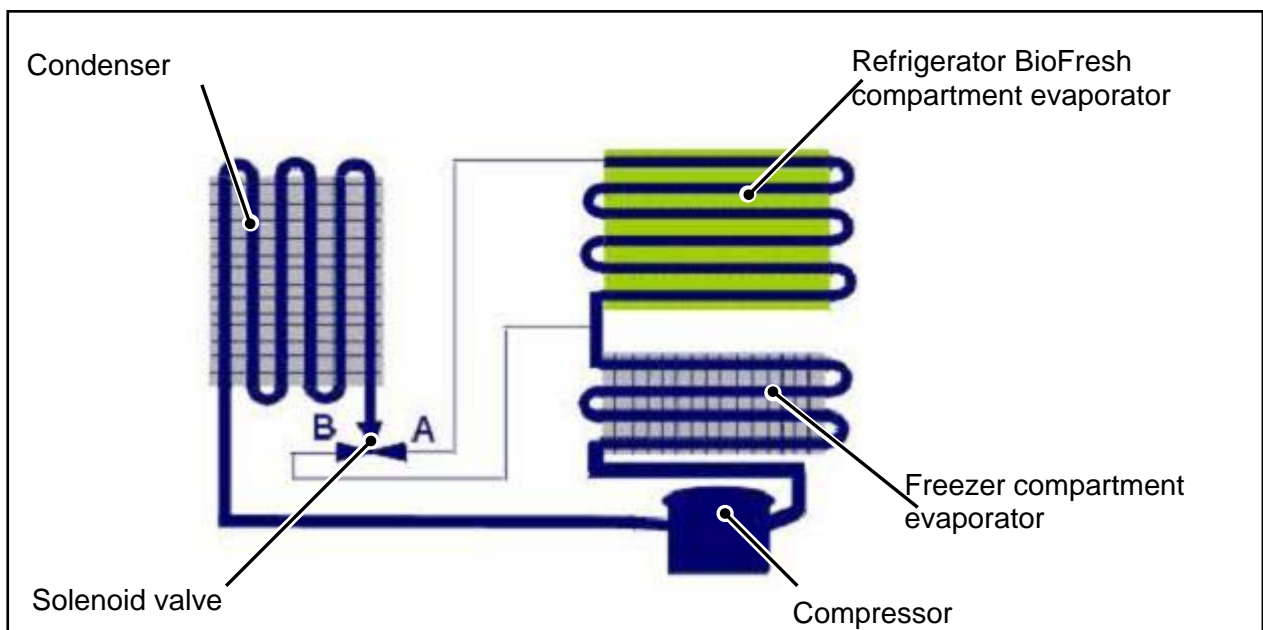 Condenser
Refrigerator BioFresh
compartment evaporator
B A
Freezer compartment
evaporator
Solenoid valve
Compressor